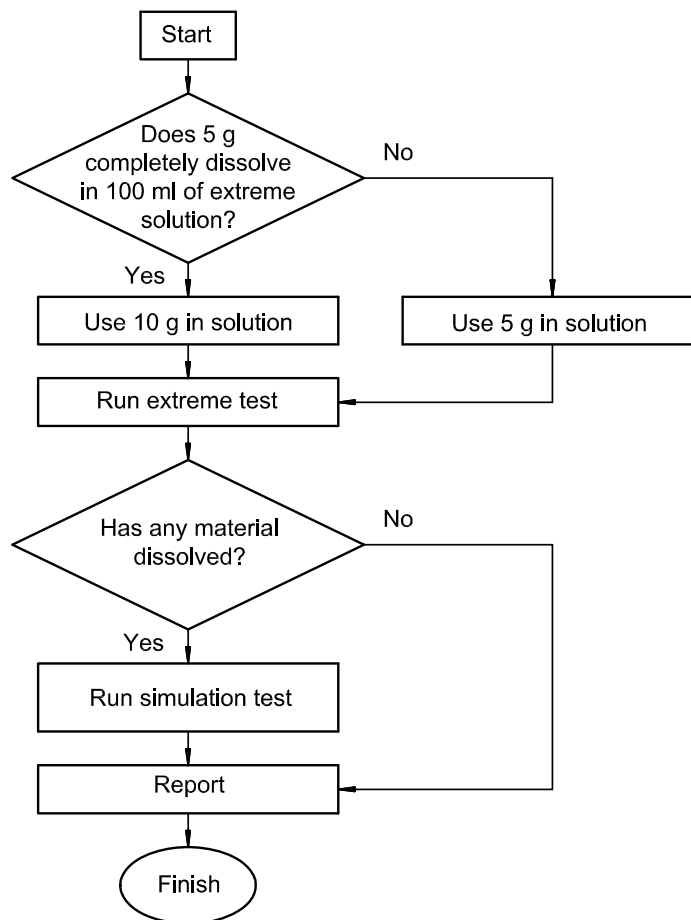 Start
Does 5 g
completely dissolve
in 100 ml of extreme
solution?
No
Yes
Use 10 g in solution
Use 5 g in solution
Run extreme test
Has any material
dissolved?
No
Yes
Run simulation test
Report
Finish